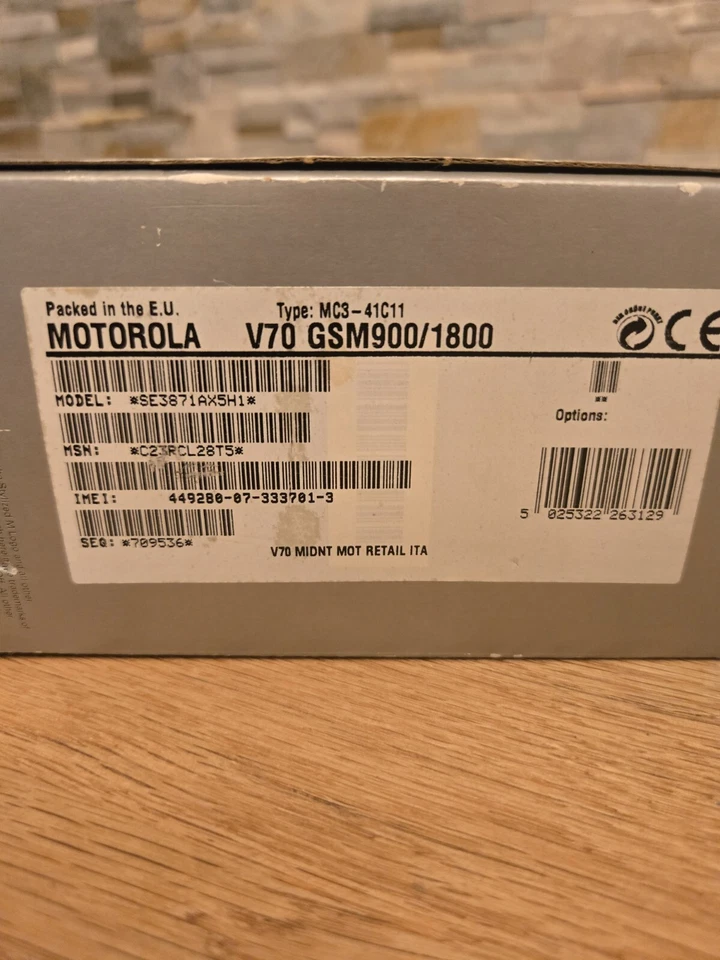 Packed in the E.U.
Type: MC3-41C11
MOTOROLA V70 GSM900/1800
CE
MODEL: *SE3871AX5H1*
MSN: *C23RCL28T5*
IMEI: 449280-07-333701-3
SEQ: *709536*
V70 MIDNT MOT RETAIL ITA
Options:
5 025322 263129